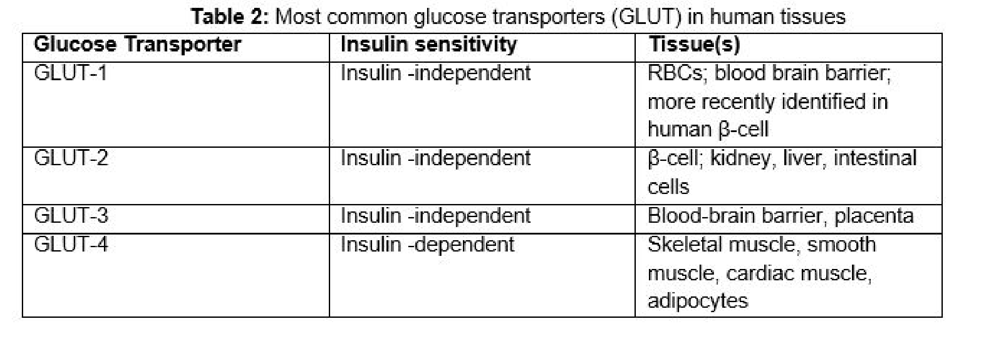 Table 2: Most common glucose transporters (GLUT) in human tissues
Glucose Transporter Insulin sensitivity Tissue(s)
GLUT-1 Insulin -independent RBCs; blood brain barrier;
more recently identified in
human β-cell
GLUT-2 Insulin -independent β-cell; kidney, liver, intestinal
cells
GLUT-3 Insulin -independent Blood-brain barrier, placenta
GLUT-4 Insulin -dependent Skeletal muscle, smooth
muscle, cardiac muscle,
adipocytes